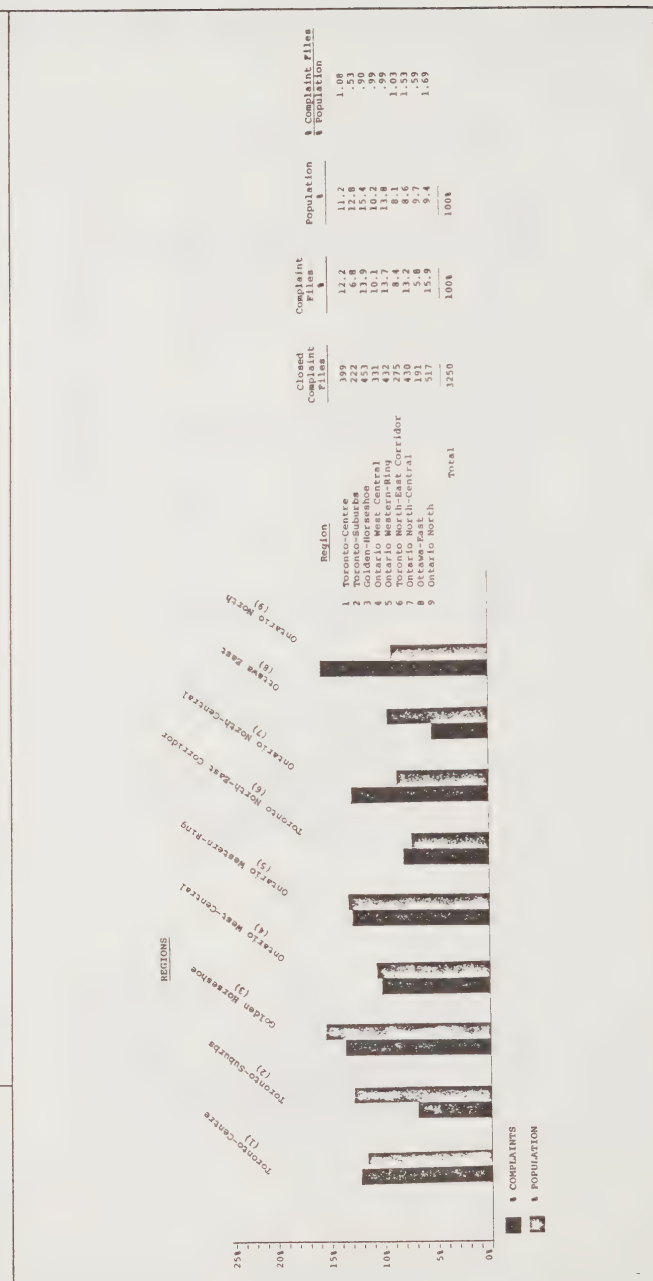 REGIONS
Toronto-Centre
(1)
Toronto-Suburbs
(2)
Golden Horseshoe
(3)
Ontario West-Central
(4)
Ontario Western-Ring
(5)
Toronto North-East Corridor
(6)
Ontario North-Central
(7)
Ottawa East
(8)
Ontario North
(9)
25%
20%
15%
10%
5%
0%
% COMPLAINTS
% POPULATION
Region Closed Complaint Files Complaint Files % Population % % Complaint Files % Population
1 Toronto-Centre 399 12.2 11.2 1.08
2 Toronto-Suburbs 222 6.8 12.8 .53
3 Golden-Horseshoe 453 13.9 15.4 .90
4 Ontario West Central 331 10.1 10.2 .99
5 Ontario Western-Ring 432 13.7 13.8 .99
6 Toronto North-East Corridor 275 8.4 8.1 1.03
7 Ontario North-Central 430 13.2 8.6 1.53
8 Ottawa-East 191 5.8 9.7 .59
9 Ontario North 517 15.9 9.4 1.69
Total 3250 100% 100%